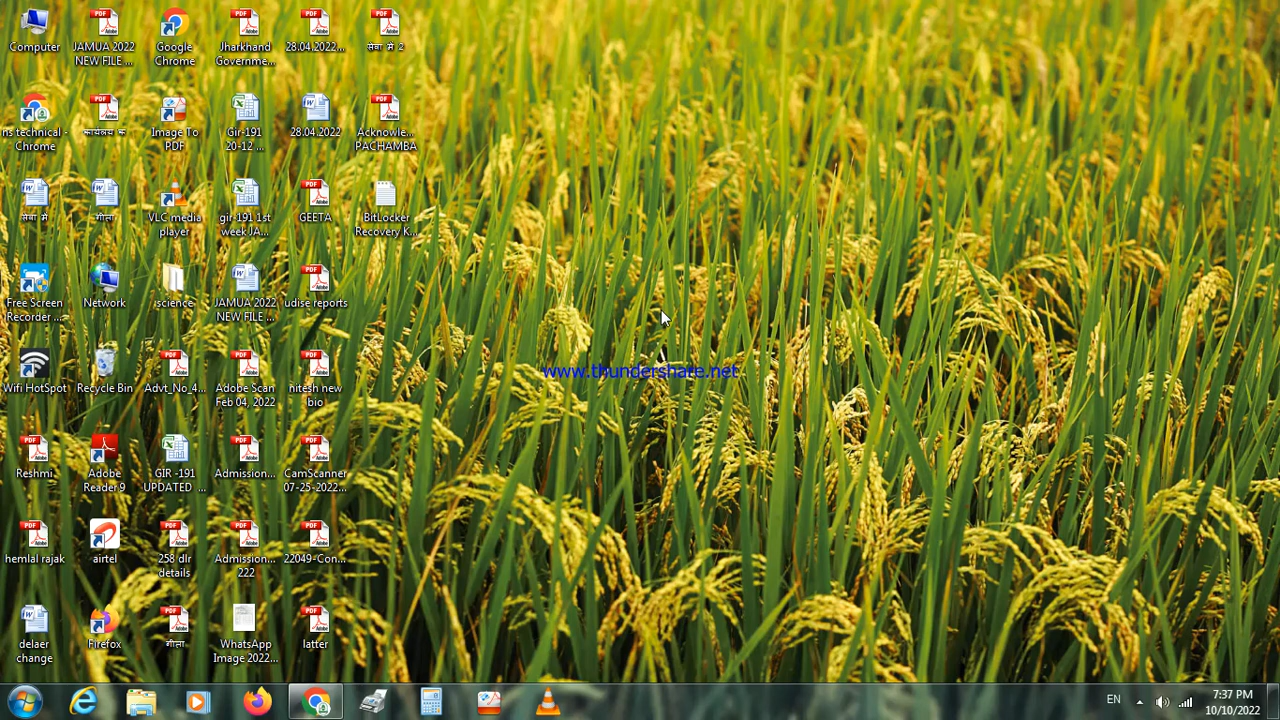 Computer
JAMUA 2022
NEW FILE ...
Google
Chrome
Jharkhand
Governme...
28.04.2022...
सेवा मे 2
ns technical -
Chrome
कार्यालय क
Image To
PDF
Gir-191
20-12 ...
28.04.2022
Acknowle...
PACHAMBA
सेवा में
गीता
VLC media
player
gir-191 1st
week JA...
GEETA
BitLocker
Recovery K...
Free Screen
Recorder ...
Network
science
JAMUA 2022
NEW FILE ...
udise reports
Wifi HotSpot
Recycle Bin
Advt_No_4...
Adobe Scan
Feb 04, 2022
nitesh new
bio
www.thundershare.net
Reshmi
Adobe
Reader 9
GIR -191
UPDATED ...
Admission...
CamScanner
07-25-2022...
hemlal rajak
airtel
258 dlr
details
Admission...
222
22049-Con...
delaer
change
Firefox
गीता
WhatsApp
Image 2022...
latter
EN
7:37 PM
10/10/2022